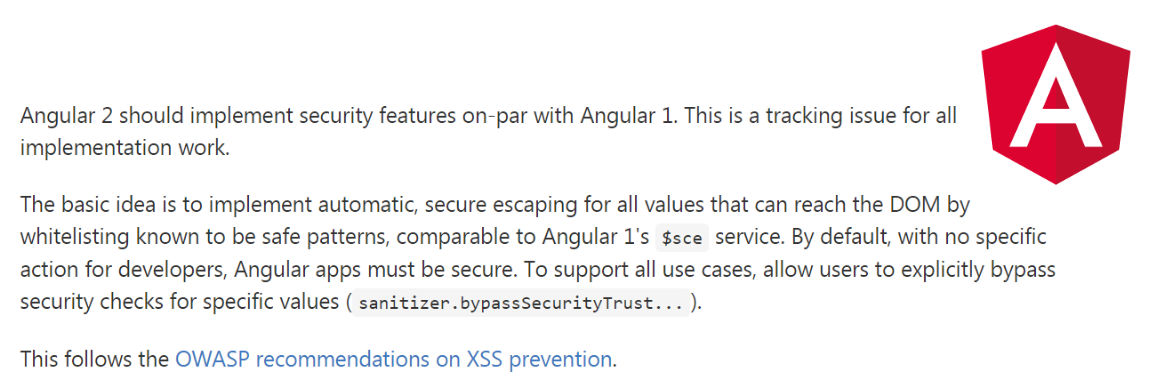 A
Angular 2 should implement security features on-par with Angular 1. This is a tracking issue for all
implementation work.
The basic idea is to implement automatic, secure escaping for all values that can reach the DOM by
whitelisting known to be safe patterns, comparable to Angular 1's $sce service. By default, with no specific
action for developers, Angular apps must be secure. To support all use cases, allow users to explicitly bypass
security checks for specific values ( sanitizer.bypassSecurityTrust... ).
This follows the OWASP recommendations on XSS prevention.